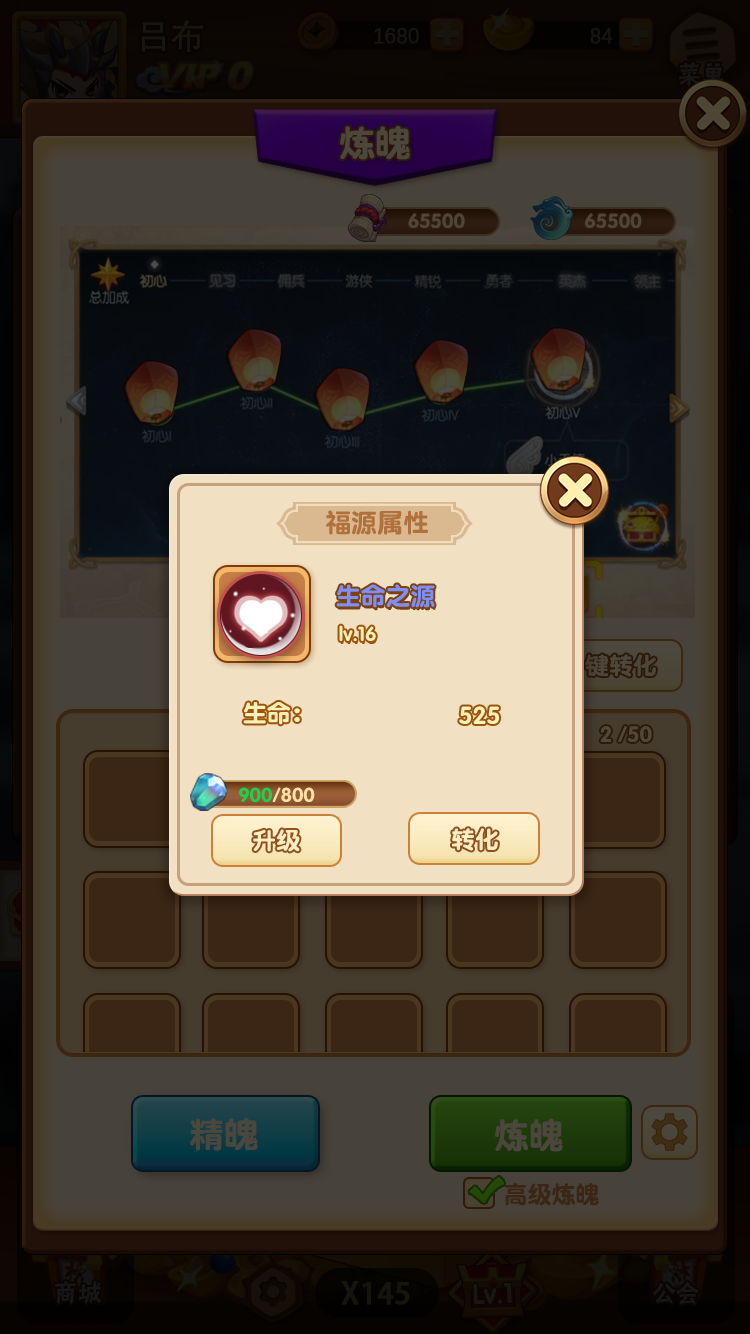 吕布
1680
84
VIP 0
菜单
炼魄
65500
65500
总加成
初心
见习
佣兵
游侠
精锐
勇者
英杰
领主
初心I
初心II
初心III
初心IV
初心V
福源属性
生命之源
lv.16
键转化
生命:
525
2/50
900/800
升级
转化
精魄
炼魄
高级炼魄
商城
X145
Lv.1
公会